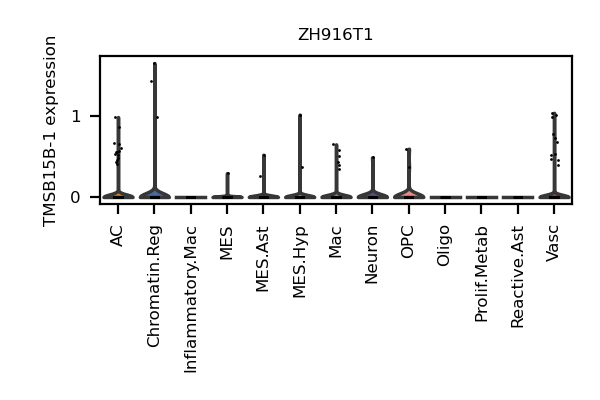 ZH916T1
TMSB15B-1 expression
1
0
AC
Chromatin.Reg
Inflammatory.Mac
MES
MES.Ast
MES.Hyp
Mac
Neuron
OPC
Oligo
Prolif.Metab
Reactive.Ast
Vasc